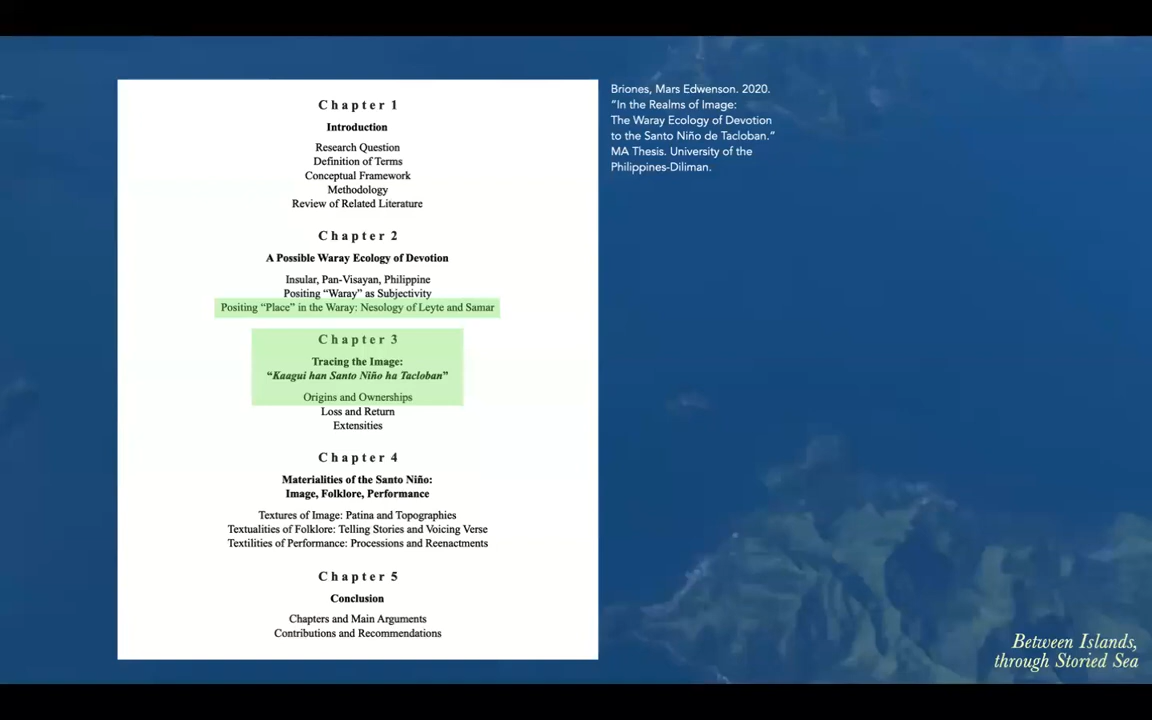 Chapter 1
Introduction
Research Question
Definition of Terms
Conceptual Framework
Methodology
Review of Related Literature
Chapter 2
A Possible Waray Ecology of Devotion
Insular, Pan-Visayan, Philippine
Positing “Waray” as Subjectivity
Positing “Place” in the Waray: Nesology of Leyte and Samar
Chapter 3
Tracing the Image:
“Kaagui han Santo Niño ha Tacloban”
Origins and Ownerships
Loss and Return
Extensities
Chapter 4
Materialities of the Santo Niño:
Image, Folklore, Performance
Textures of Image: Patina and Topographies
Textualities of Folklore: Telling Stories and Voicing Verse
Textilities of Performance: Processions and Reenactments
Chapter 5
Conclusion
Chapters and Main Arguments
Contributions and Recommendations
Briones, Mars Edwenson. 2020.
“In the Realms of Image:
The Waray Ecology of Devotion
to the Santo Niño de Tacloban.”
MA Thesis. University of the
Philippines-Diliman.
Between Islands,
through Storied Sea